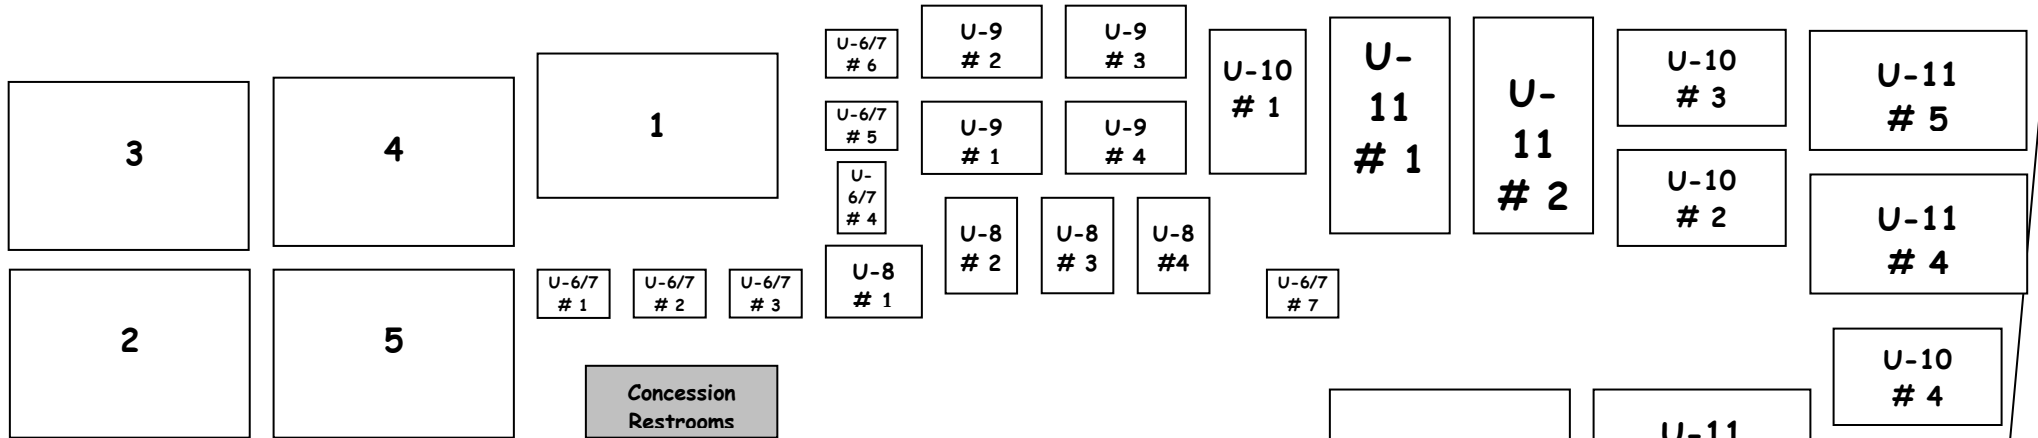 3
4
1
U-6/7
# 6
U-9
# 2
U-9
# 3
U-10
# 1
U-
11
# 1
U-
11
# 2
U-10
# 3
U-11
# 5
U-6/7
# 5
U-9
# 1
U-9
# 4
U-
6/7
# 4
U-10
# 2
U-11
# 4
U-8
# 2
U-8
# 3
U-8
#4
2
5
U-6/7
# 1
U-6/7
# 2
U-6/7
# 3
U-8
# 1
U-6/7
# 7
U-10
# 4
Concession
Restrooms
U-11